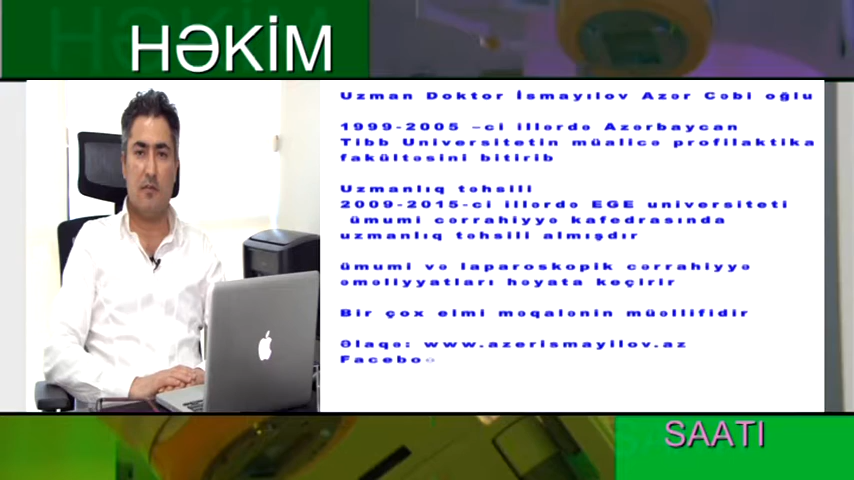 HƏKİM
Uzman Doktor İsmayılov Azər Cəbi oğlu
1999-2005 –ci illərdə Azərbaycan
Tibb Universitetin müalicə profilaktika
fakültəsini bitirib
Uzmanlıq təhsili
2009-2015-ci illərdə EGE universiteti
ümumi cərrahiyyə kafedrasında
uzmanlıq təhsili almışdır
ümumi və laparoskopik cərrahiyyə
əməliyyatları həyata keçirir
Bir çox elmi məqalənin müəllifidir
Əlaqə: www.azerismayilov.az
Facebo
SAATI